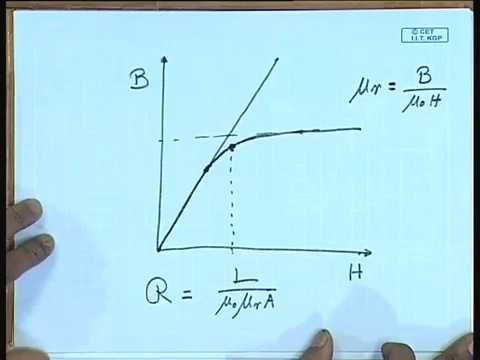 © CET
I.I.T. KGP
B
μr = B / μ₀H
H
R = L / μ₀μrA